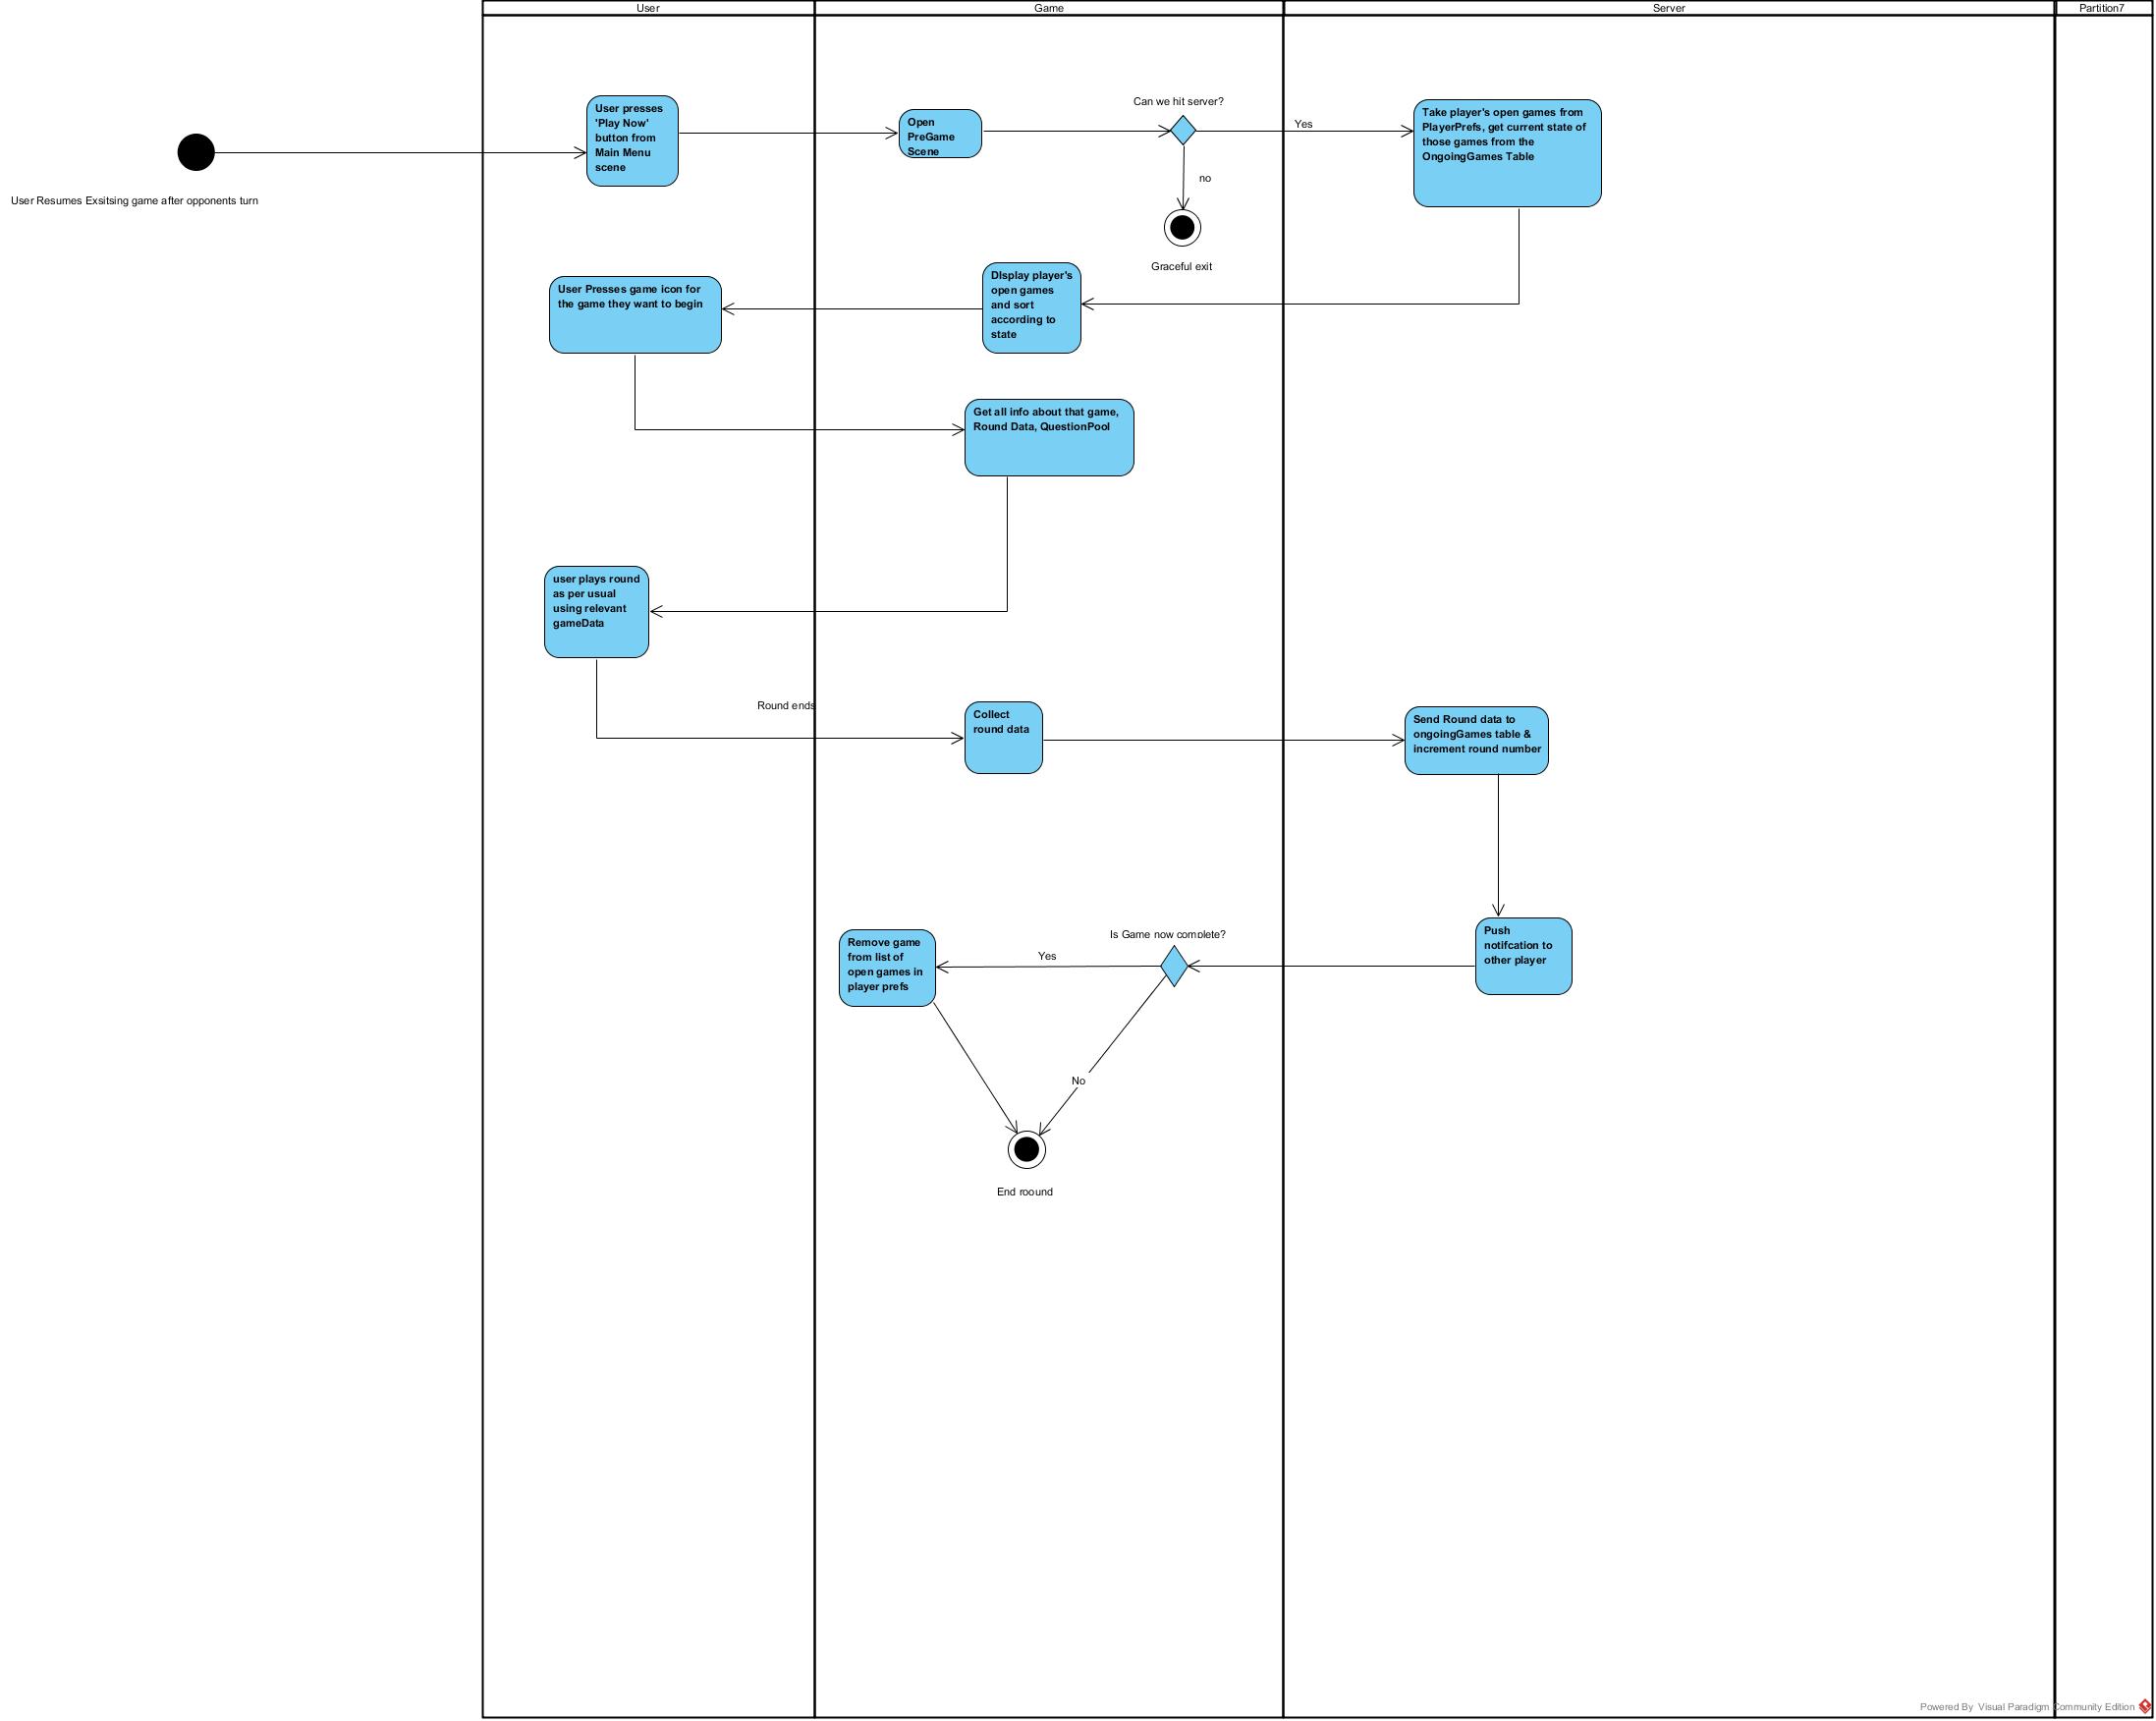 User
Game
Server
Partition7
User presses
'Play Now'
button from
Main Menu
scene
Open
PreGame
Scene
Can we hit server?
Yes
Take player's open games from
PlayerPrefs, get current state of
those games from the
OngoingGames Table
no
User Resumes Exsitsing game after opponents turn
Graceful exit
User Presses game icon for
the game they want to begin
DIsplay player's
open games
and sort
according to
state
Get all info about that game,
Round Data, QuestionPool
user plays round
as per usual
using relevant
gameData
Round ends
Collect
round data
Send Round data to
ongoingGames table &
increment round number
Remove game
from list of
open games in
player prefs
Yes
Is Game now complete?
Push
notifcation to
other player
No
End roound
Powered By Visual Paradigm Community Edition